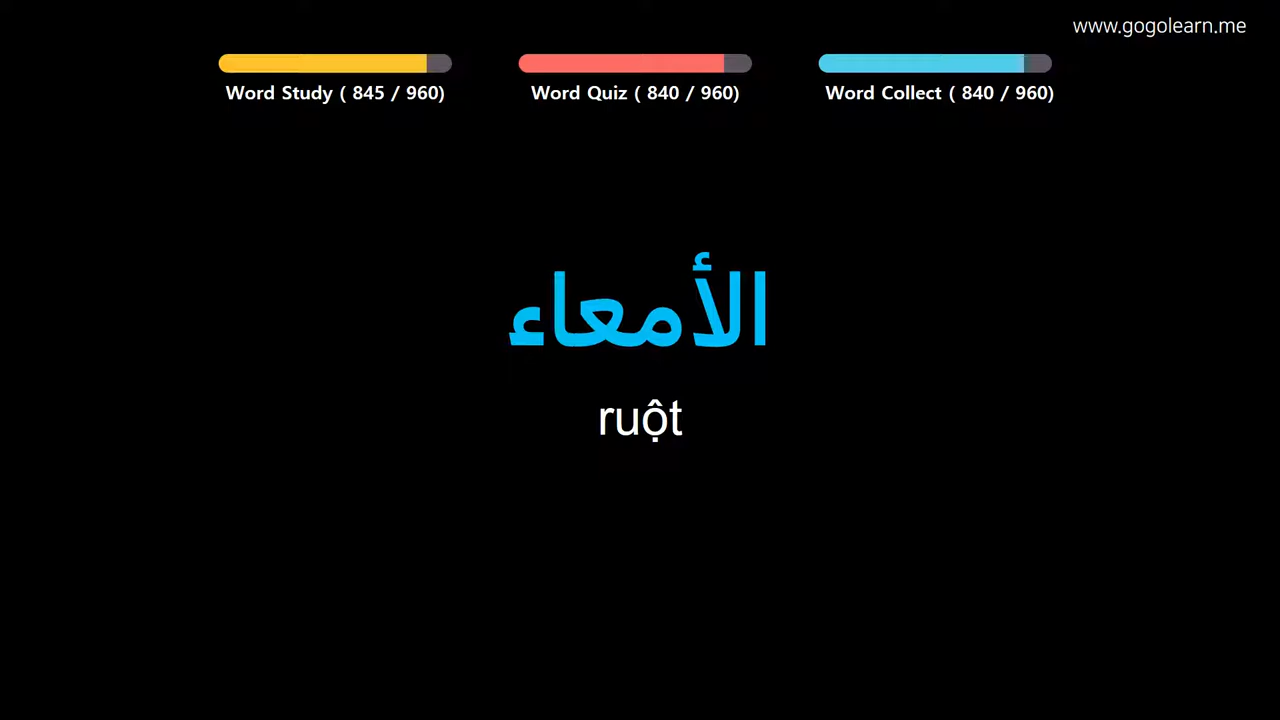 www.gogolearn.me
Word Study ( 845 / 960)
Word Quiz ( 840 / 960)
Word Collect ( 840 / 960)
الأمعاء
ruột